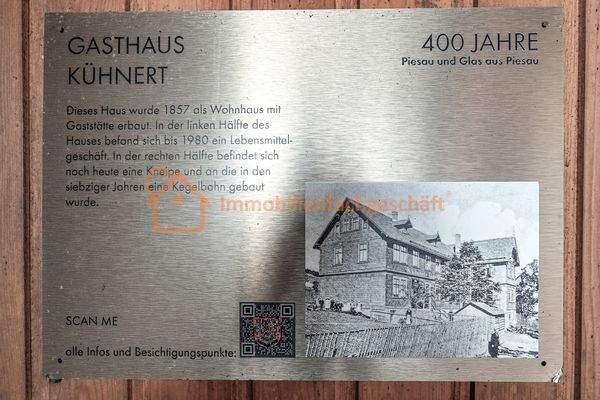 GASTHAUS
KÜHNERT
400 JAHRE
Piesau und Glas aus Piesau
Dieses Haus wurde 1857 als Wohnhaus mit
Gaststätte erbaut. In der linken Hälfte des
Hauses befand sich bis 1980 ein Lebensmittel-
geschäft. In der rechten Hälfte befindet sich
noch heute eine Kneipe und an die in den
siebziger Jahren eine Kegelbahn gebaut
wurde.
SCAN ME
alle Infos und Besichtigungspunkte: